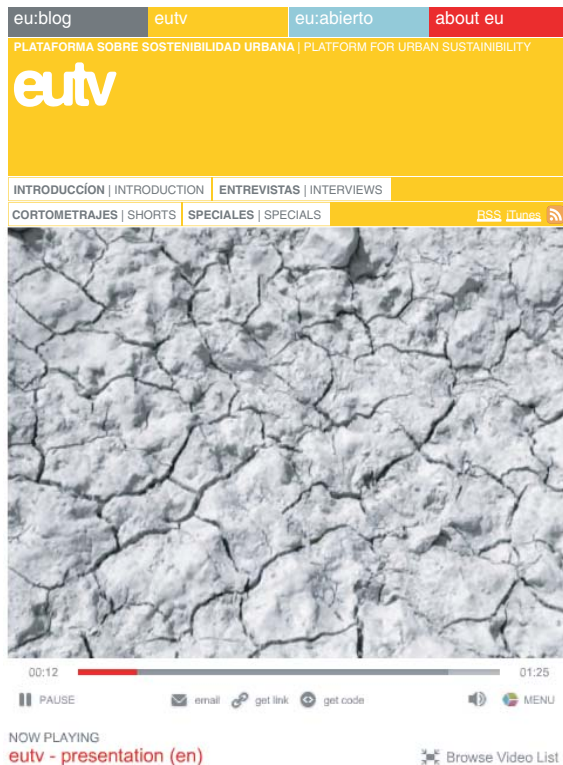 eu:blog eutv eu:abierto about eu
PLATAFORMA SOBRE SOSTENIBILIDAD URBANA | PLATFORM FOR URBAN SUSTAINIBILITY
eutv
INTRODUCCÍON | INTRODUCTION ENTREVISTAS | INTERVIEWS
CORTOMETRAJES | SHORTS SPECIALES | SPECIALS RSS iTunes
00:12 01:25
PAUSE email get link get code MENU
NOW PLAYING
eutv - presentation (en) Browse Video List